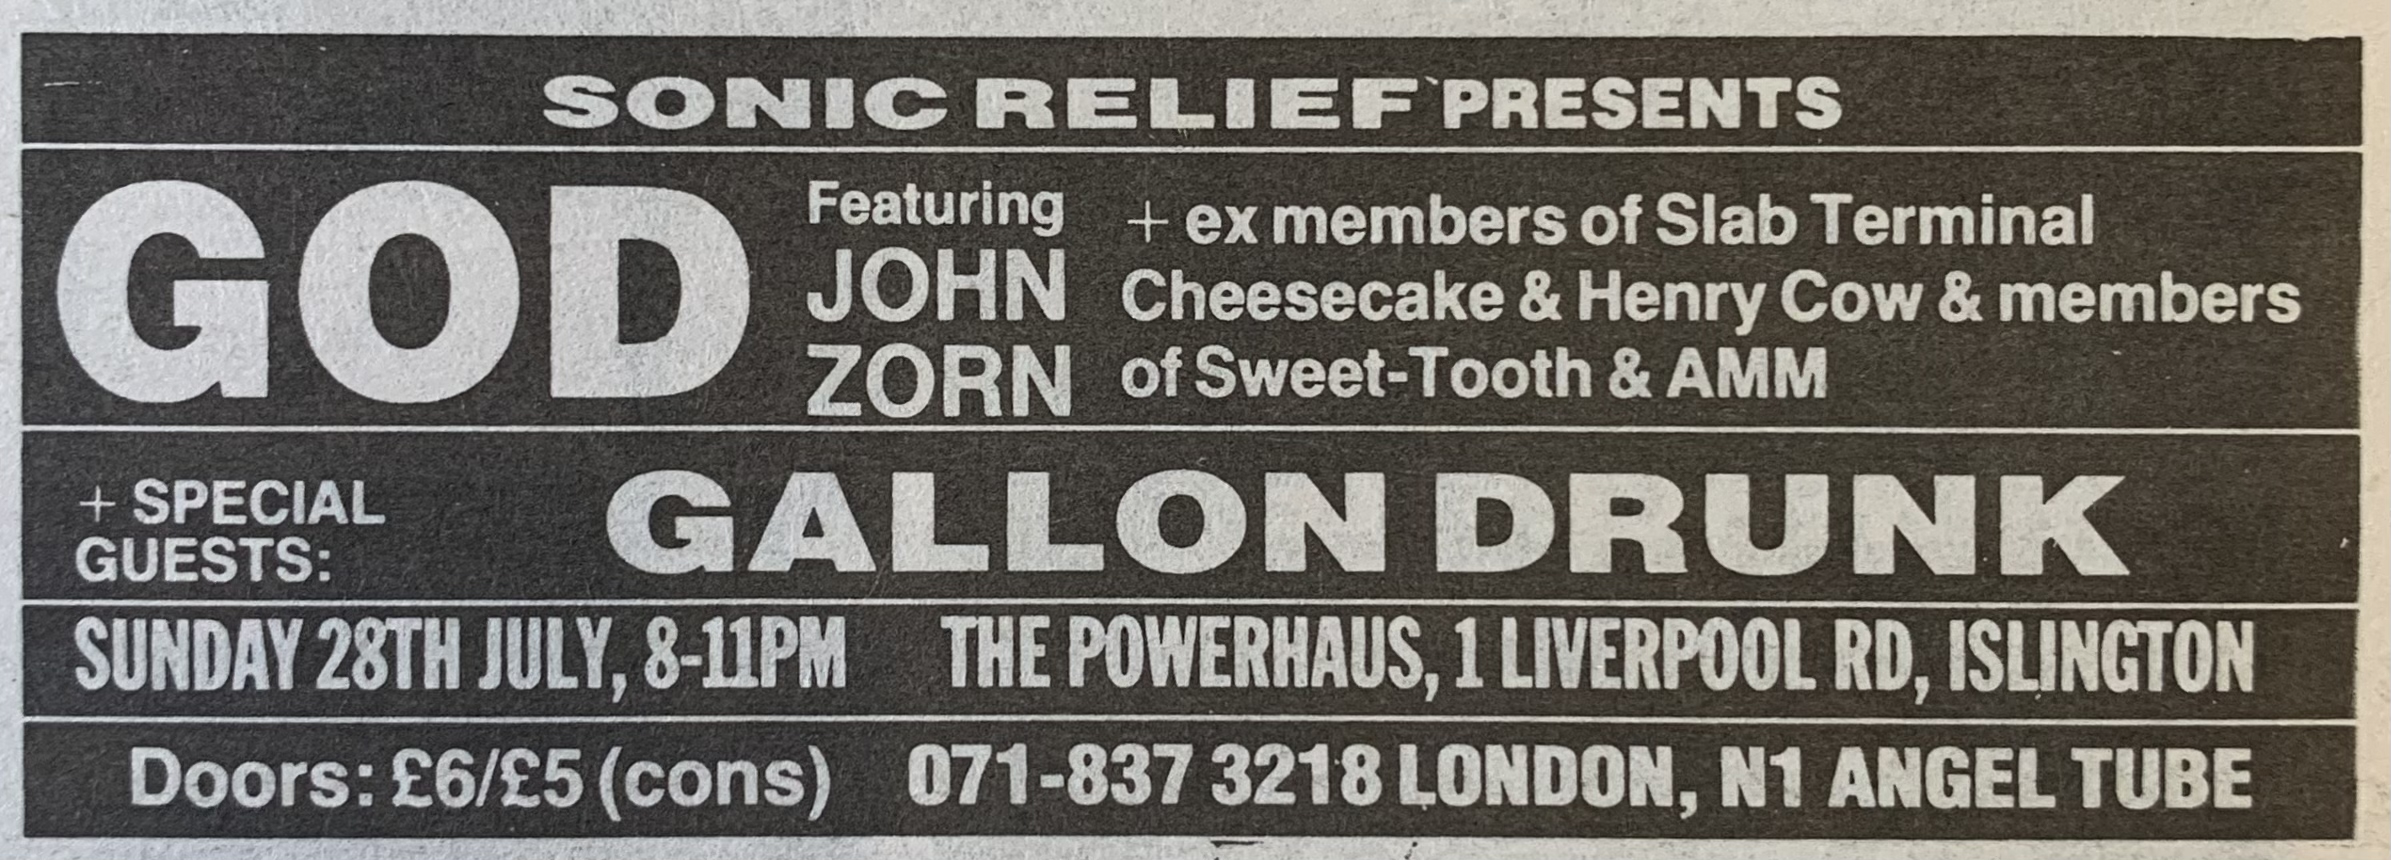 SONIC RELIEF PRESENTS
GOD
Featuring
JOHN
ZORN
+ ex members of Slab Terminal
Cheesecake & Henry Cow & members
of Sweet-Tooth & AMM
+ SPECIAL
GUESTS:
GALLON DRUNK
SUNDAY 28TH JULY, 8-11PM THE POWERHAUS, 1 LIVERPOOL RD, ISLINGTON
Doors: £6/£5 (cons) 071-837 3218 LONDON, N1 ANGEL TUBE